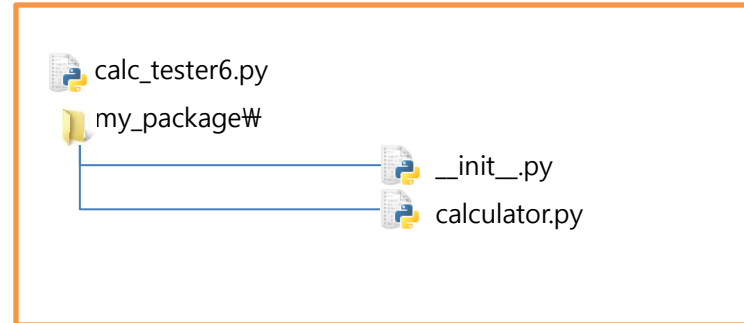 calc_tester6.py
my_package₩
__init__.py
calculator.py